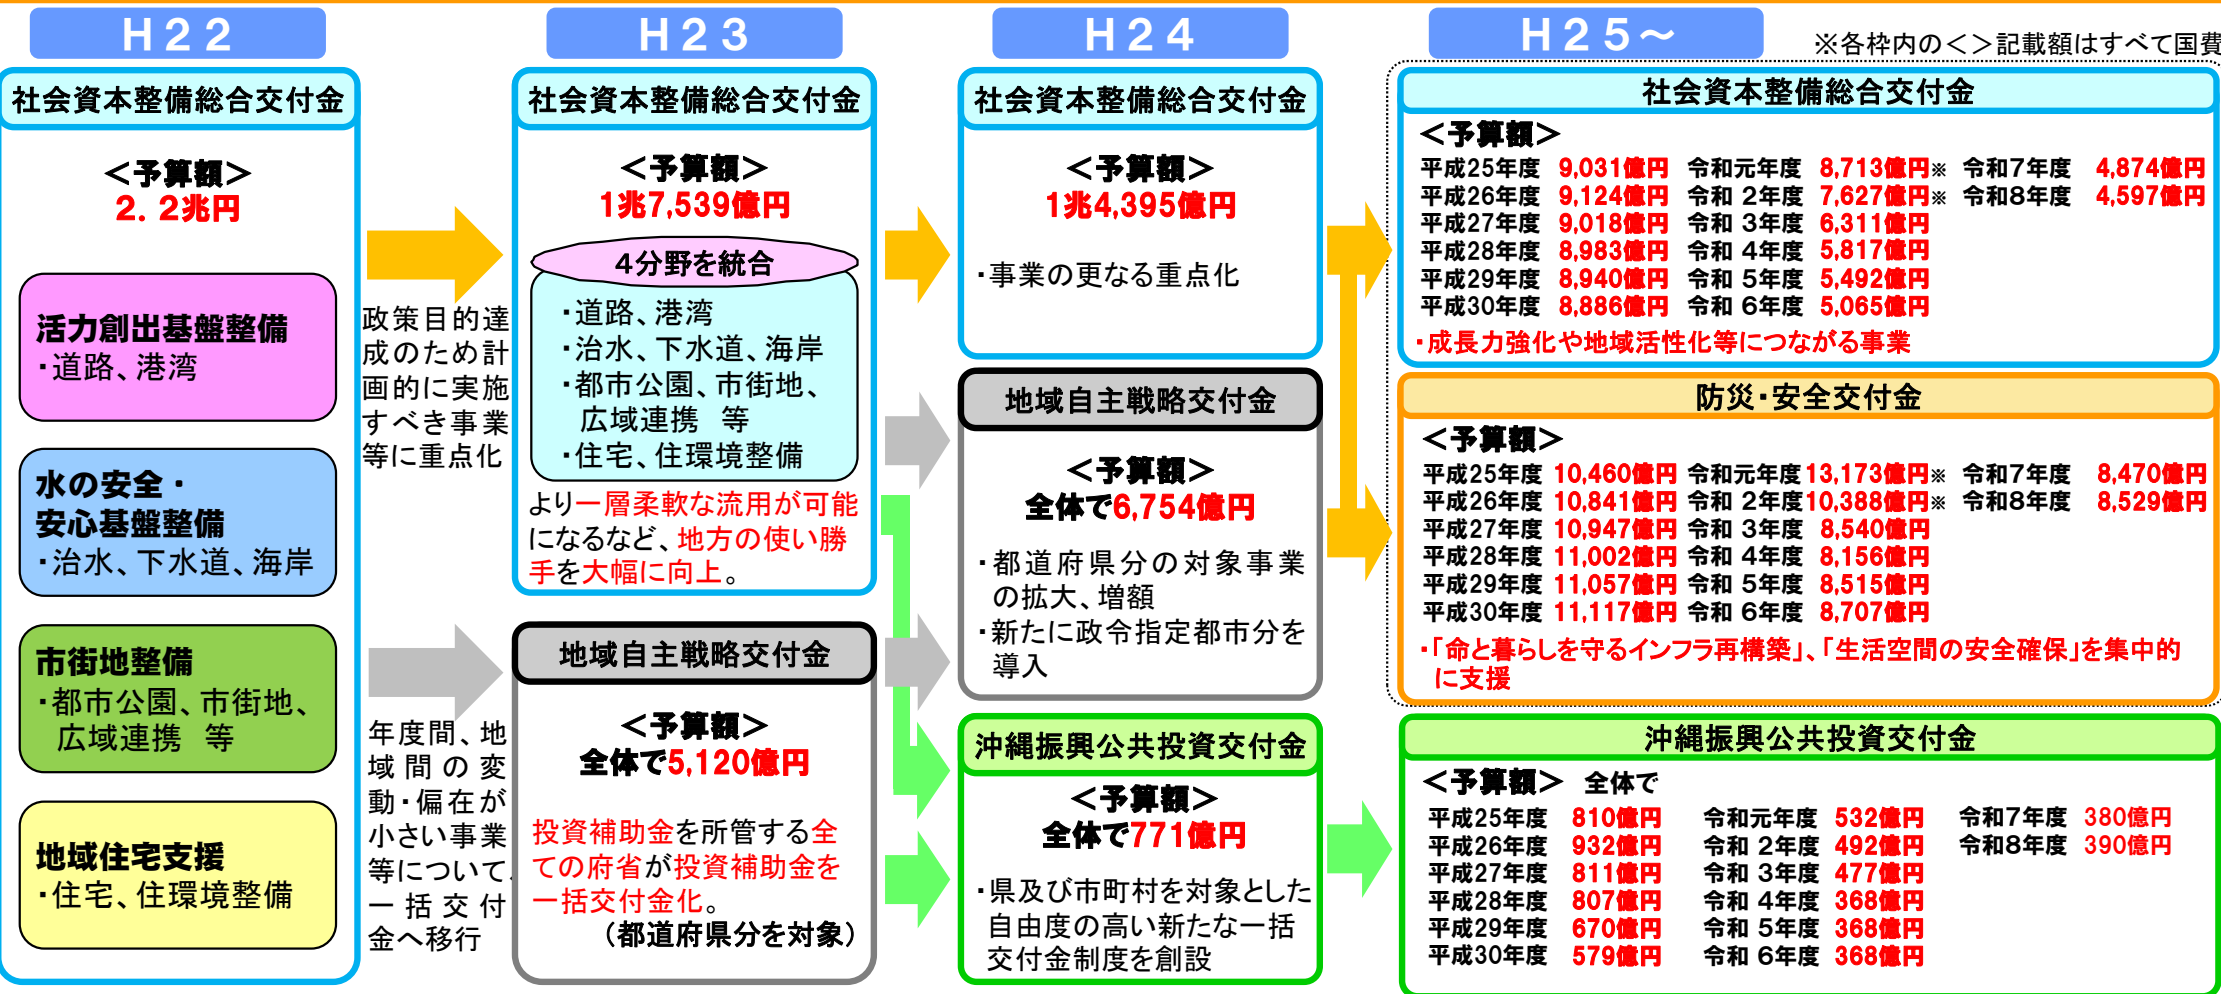 H22
H23
H24
H25～
※各枠内の＜＞記載額はすべて国費
社会資本整備総合交付金
＜予算額＞
2．2兆円
活力創出基盤整備
・道路、港湾
水の安全・
安心基盤整備
・治水、下水道、海岸
市街地整備
・都市公園、市街地、
広域連携 等
地域住宅支援
・住宅、住環境整備
政策目的達
成のため計
画的に実施
すべき事業
等に重点化
年度間、地
域間の変
動・偏在が
小さい事業
等について、
一括交付
金へ移行
社会資本整備総合交付金
＜予算額＞
1兆7,539億円
4分野を統合
・道路、港湾
・治水、下水道、海岸
・都市公園、市街地、
広域連携 等
・住宅、住環境整備
より一層柔軟な流用が可能
になるなど、地方の使い勝
手を大幅に向上。
地域自主戦略交付金
＜予算額＞
全体で5,120億円
投資補助金を所管する全
ての府省が投資補助金を
一括交付金化。
（都道府県分を対象）
社会資本整備総合交付金
＜予算額＞
1兆4,395億円
・事業の更なる重点化
地域自主戦略交付金
＜予算額＞
全体で6,754億円
・都道府県分の対象事業
の拡大、増額
・新たに政令指定都市分を
導入
沖縄振興公共投資交付金
＜予算額＞
全体で771億円
・県及び市町村を対象とした
自由度の高い新たな一括
交付金制度を創設
社会資本整備総合交付金
＜予算額＞
平成25年度 9,031億円 令和元年度 8,713億円※ 令和7年度 4,874億円
平成26年度 9,124億円 令和 2年度 7,627億円※ 令和8年度 4,597億円
平成27年度 9,018億円 令和 3年度 6,311億円
平成28年度 8,983億円 令和 4年度 5,817億円
平成29年度 8,940億円 令和 5年度 5,492億円
平成30年度 8,886億円 令和 6年度 5,065億円
・成長力強化や地域活性化等につながる事業
防災・安全交付金
＜予算額＞
平成25年度 10,460億円 令和元年度 13,173億円※ 令和7年度 8,470億円
平成26年度 10,841億円 令和 2年度 10,388億円※ 令和8年度 8,529億円
平成27年度 10,947億円 令和 3年度 8,540億円
平成28年度 11,002億円 令和 4年度 8,156億円
平成29年度 11,057億円 令和 5年度 8,515億円
平成30年度 11,117億円 令和 6年度 8,707億円
・「命と暮らしを守るインフラ再構築」、「生活空間の安全確保」を集中的
に支援
沖縄振興公共投資交付金
＜予算額＞ 全体で
平成25年度 810億円 令和元年度 532億円 令和7年度 380億円
平成26年度 932億円 令和 2年度 492億円 令和8年度 390億円
平成27年度 811億円 令和 3年度 477億円
平成28年度 807億円 令和 4年度 368億円
平成29年度 670億円 令和 5年度 368億円
平成30年度 579億円 令和 6年度 368億円